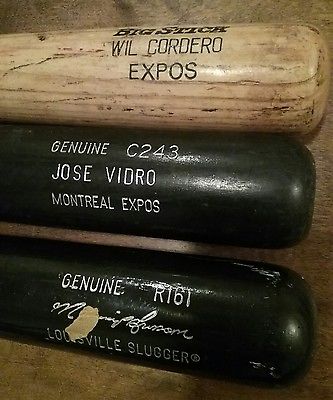 BIG STICK
WIL CORDERO
EXPOS
GENUINE C243
JOSE VIDRO
MONTREAL EXPOS
GENUINE R161
LOUISVILLE SLUGGER®